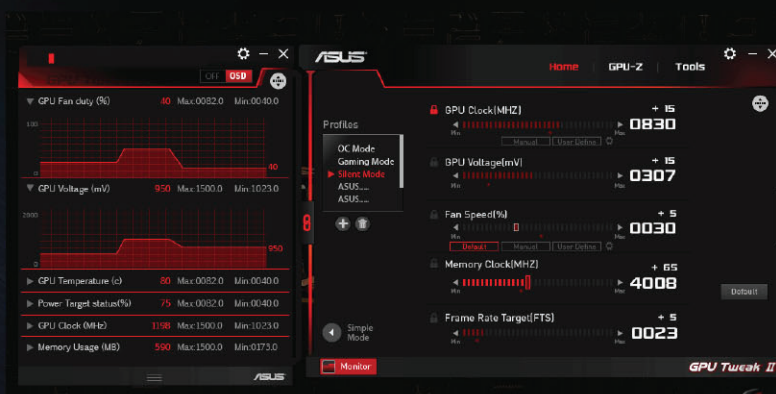 OFF OSD
GPU Fan duty (%) 40 Max:0082.0 Min:0040.0
100
40
0
GPU Voltage (mV) 950 Max:1500.0 Min:1023.0
2000
950
0
GPU Temperature (c) 80 Max:0082.0 Min:0040.0
Power Target status(%) 75 Max:0082.0 Min:0040.0
GPU Clock (MHz) 1198 Max:1500.0 Min:1023.0
Memory Usage (MB) 590 Max:1500.0 Min:0173.0
ASUS
ASUS
Home GPU-Z Tools
Profiles
OC Mode
Gaming Mode
Silent Mode
ASUS.....
ASUS.....
Simple
Mode
GPU Clock(MHZ) + 15
0830
Min Max
Manual User Define
GPU Voltage(mV) + 15
0307
Min Max
Fan Speed(%) + 5
0030
Min Max
Default Manual User Define
Memory Clock(MHZ) + 65
4008
Min Max
Default
Frame Rate Target(FTS) + 5
0023
Min Max
Monitor
GPU Tweak II